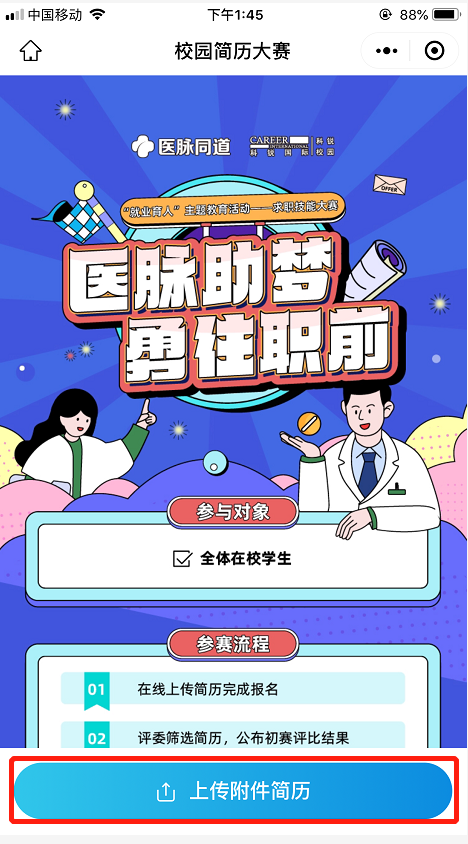 中国移动 下午1:45 88%
校园简历大赛
医脉同道 CAREER INTERNATIONAL 科锐国际 科锐校园
OFFER
“就业育人”主题教育活动——求职技能大赛
医脉助梦
勇往职前
参与对象
全体在校学生
参赛流程
01 在线上传简历完成报名
02 评委筛选简历，公布初赛评比结果
上传附件简历